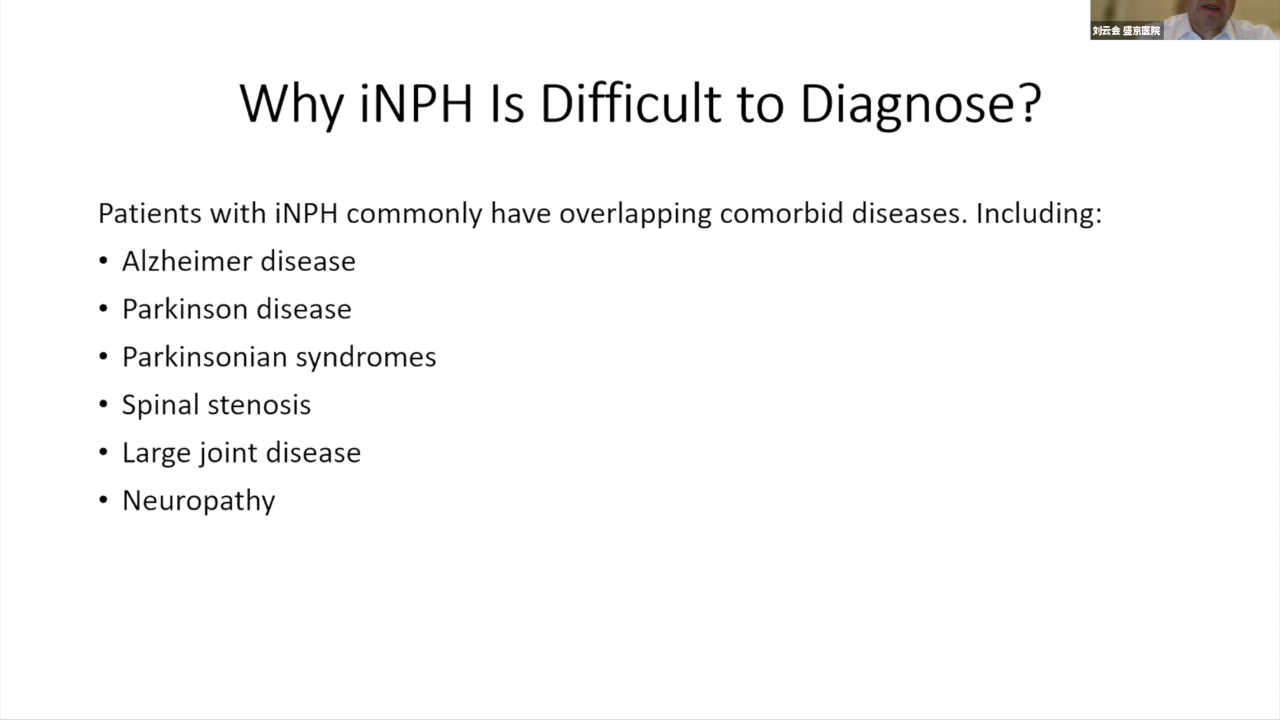 刘云会 盛京医院
Why iNPH Is Difficult to Diagnose?
Patients with iNPH commonly have overlapping comorbid diseases. Including:
• Alzheimer disease
• Parkinson disease
• Parkinsonian syndromes
• Spinal stenosis
• Large joint disease
• Neuropathy